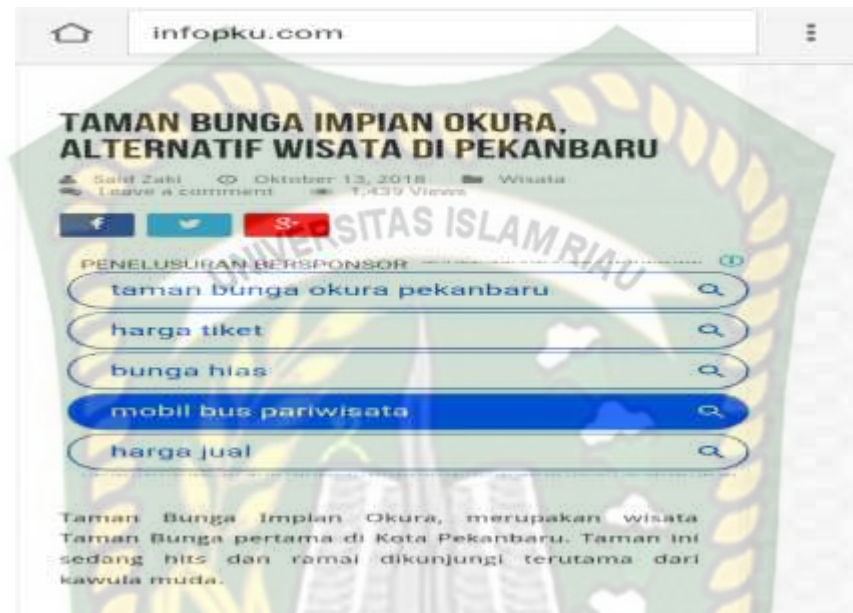 infopku.com
TAMAN BUNGA IMPIAN OKURA,
ALTERNATIF WISATA DI PEKANBARU
Said Zaki Oktober 13, 2018 Wisata
Leave a comment 1,439 Views
f 8+
UNIVERSITAS ISLAM RIAU
PENELUSURAN BERSPONSOR
taman bunga okura pekanbaru
harga tiket
bunga hias
mobil bus pariwisata
harga jual
Taman Bunga Impian Okura, merupakan wisata
Taman Bunga pertama di Kota Pekanbaru. Taman ini
sedang hits dan ramai dikunjungi terutama dari
kawula muda.